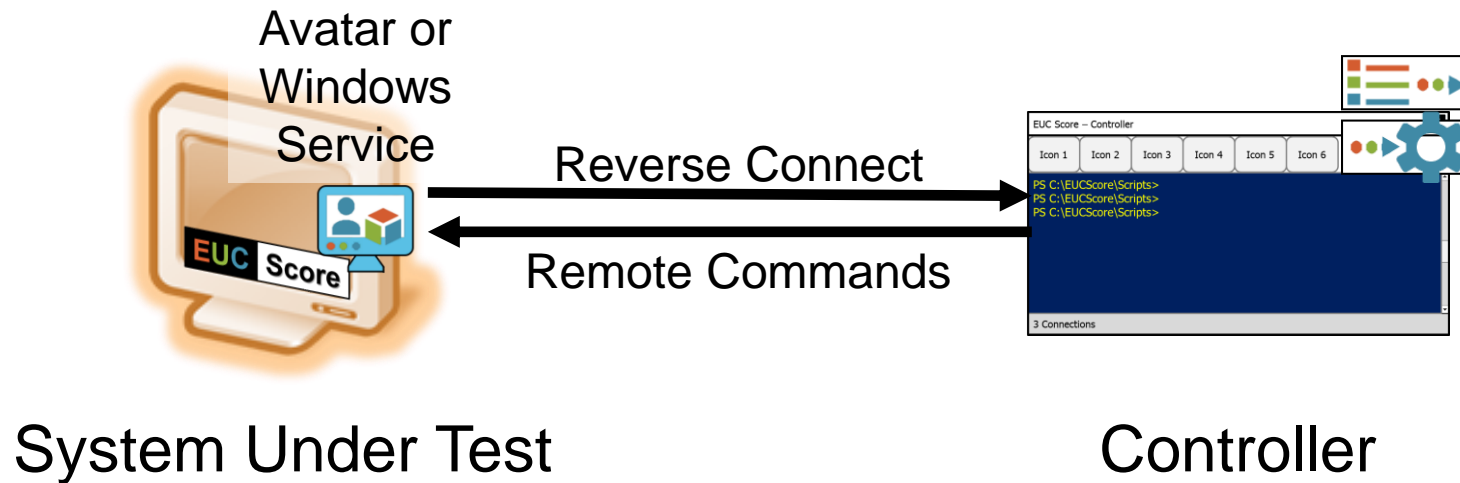 Avatar or
Windows
Service
EUC Score
Reverse Connect
Remote Commands
EUC Score – Controller
Icon 1 Icon 2 Icon 3 Icon 4 Icon 5 Icon 6
PS C:\EUCScore\Scripts>
PS C:\EUCScore\Scripts>
PS C:\EUCScore\Scripts>
3 Connections
System Under Test
Controller